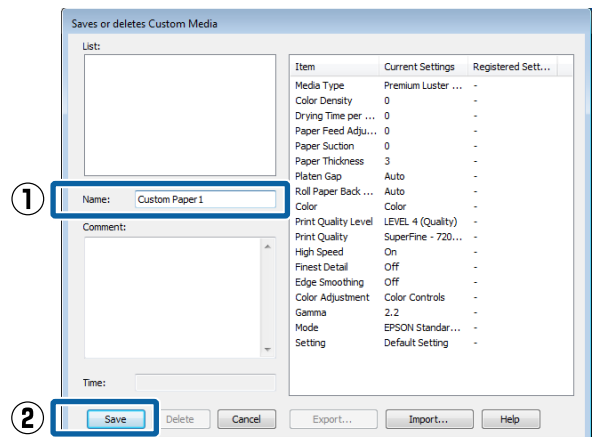 Saves or deletes Custom Media
List:
Item Current Settings Registered Sett...
Media Type Premium Luster ... -
Color Density 0 -
Drying Time per ... 0 -
Paper Feed Adju... 0 -
Paper Suction 0 -
Paper Thickness 3 -
Platen Gap Auto -
Roll Paper Back ... Auto -
Color Color -
Print Quality Level LEVEL 4 (Quality) -
Print Quality SuperFine - 720... -
High Speed On -
Finest Detail Off -
Edge Smoothing Off -
Color Adjustment Color Controls -
Gamma 2.2 -
Mode EPSON Standar... -
Setting Default Setting -
① Name: Custom Paper1
Comment:
Time:
② Save Delete Cancel Export... Import... Help